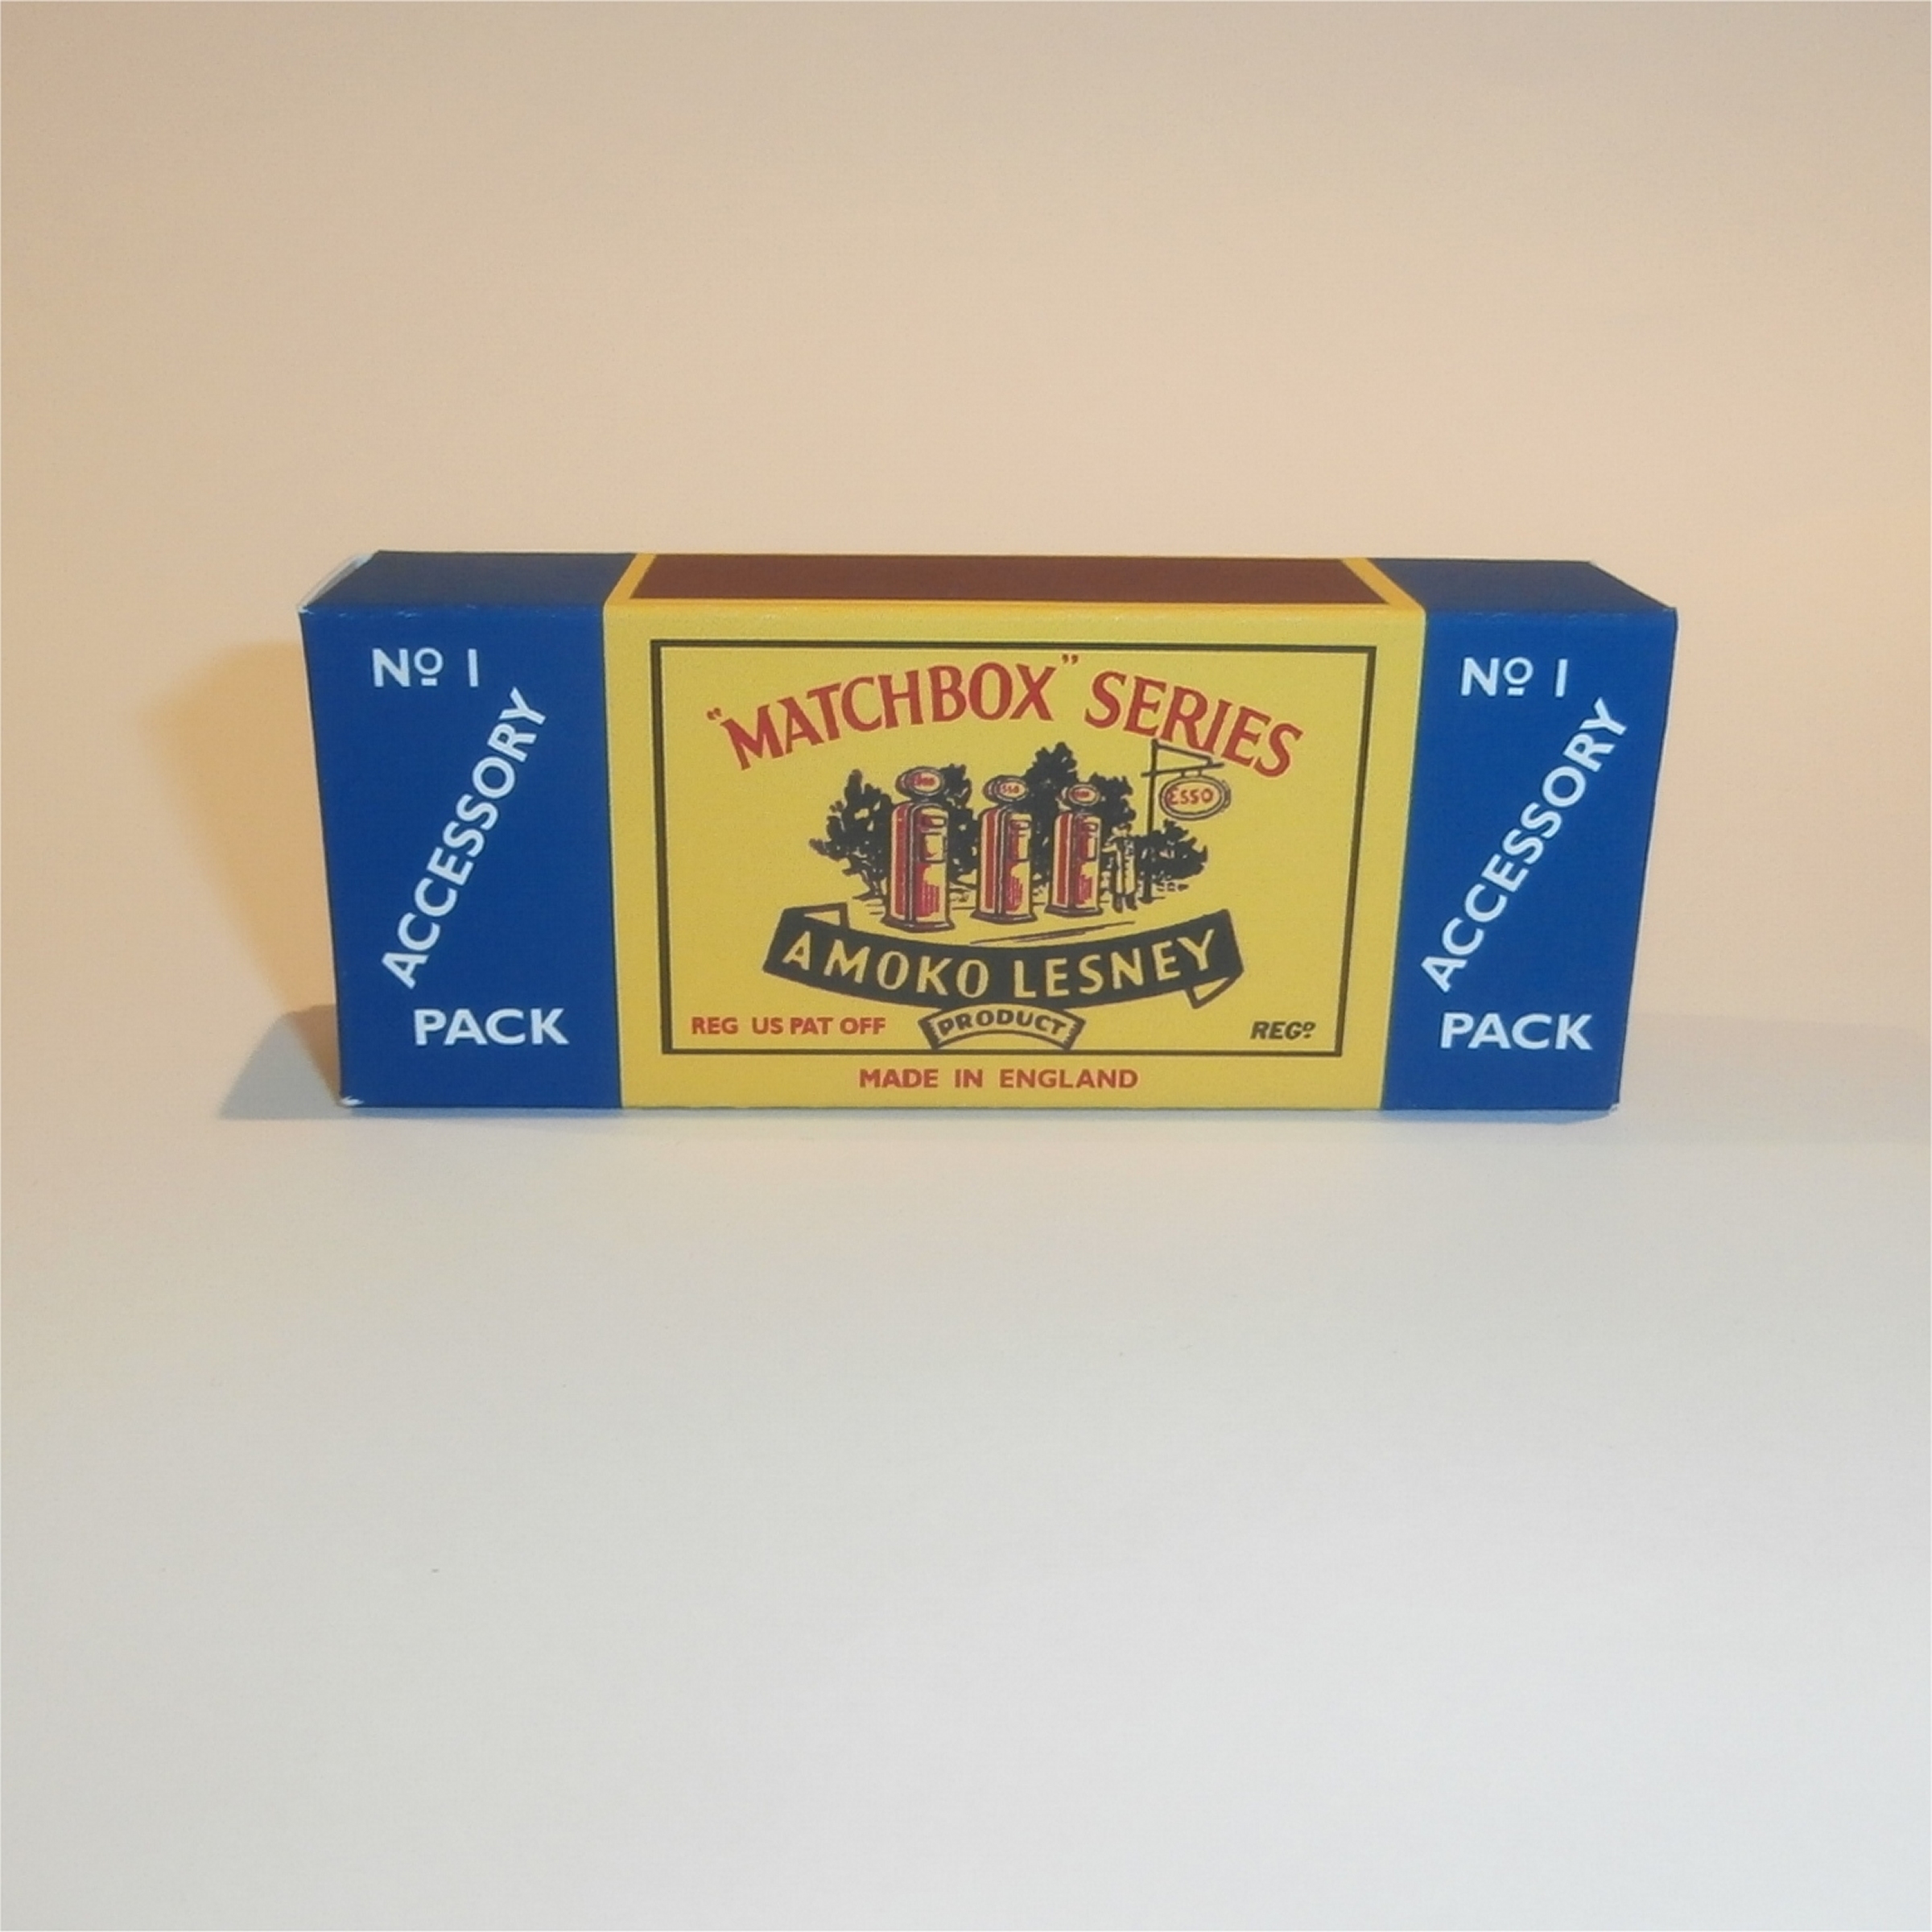 Nº 1
ACCESSORY
PACK
"MATCHBOX" SERIES
ESSO
A MOKO LESNEY
PRODUCT
REG US PAT OFF
REGD.
MADE IN ENGLAND
Nº 1
ACCESSORY
PACK